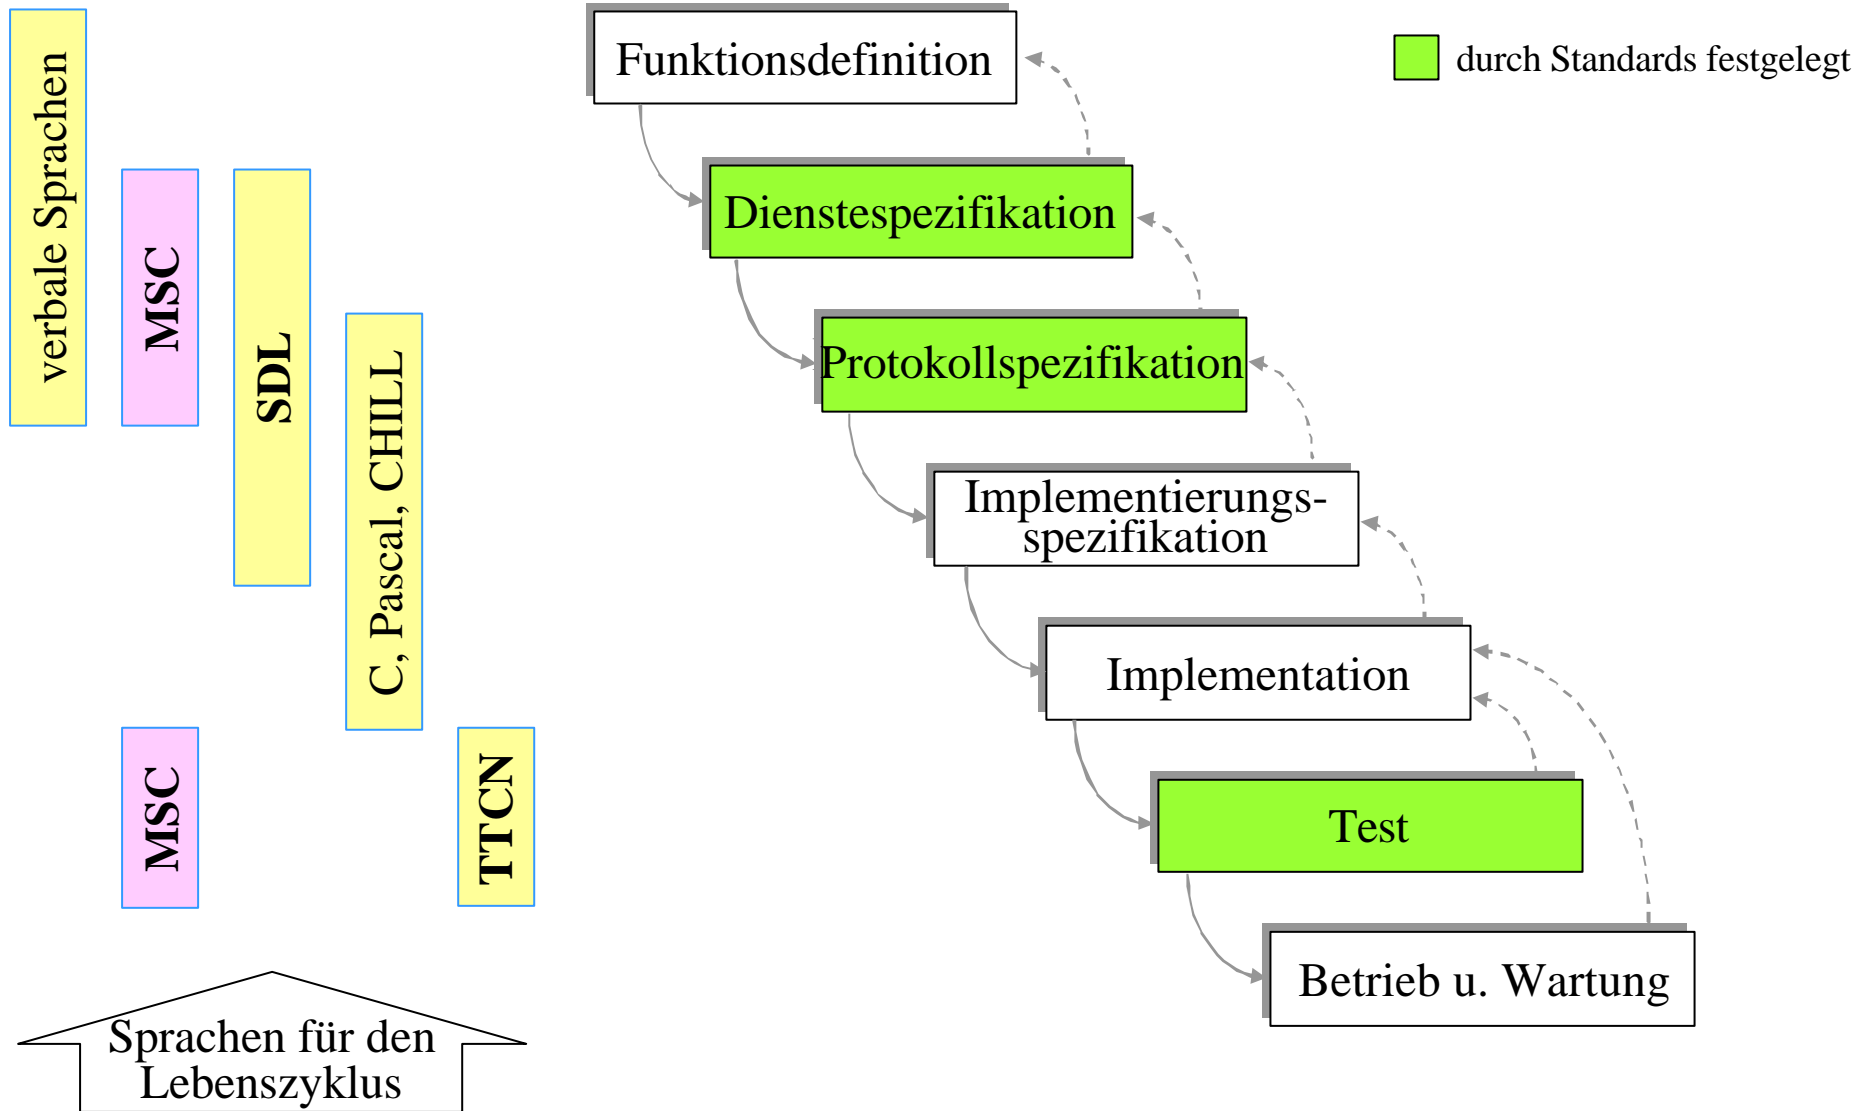 Funktionsdefinition
durch Standards festgelegt
verbale Sprachen
MSC
SDL
C, Pascal, CHILL
MSC
TTCN
Dienstespezifikation
Protokollspezifikation
Implementierungs-
spezifikation
Implementation
Test
Betrieb u. Wartung
Sprachen für den
Lebenszyklus